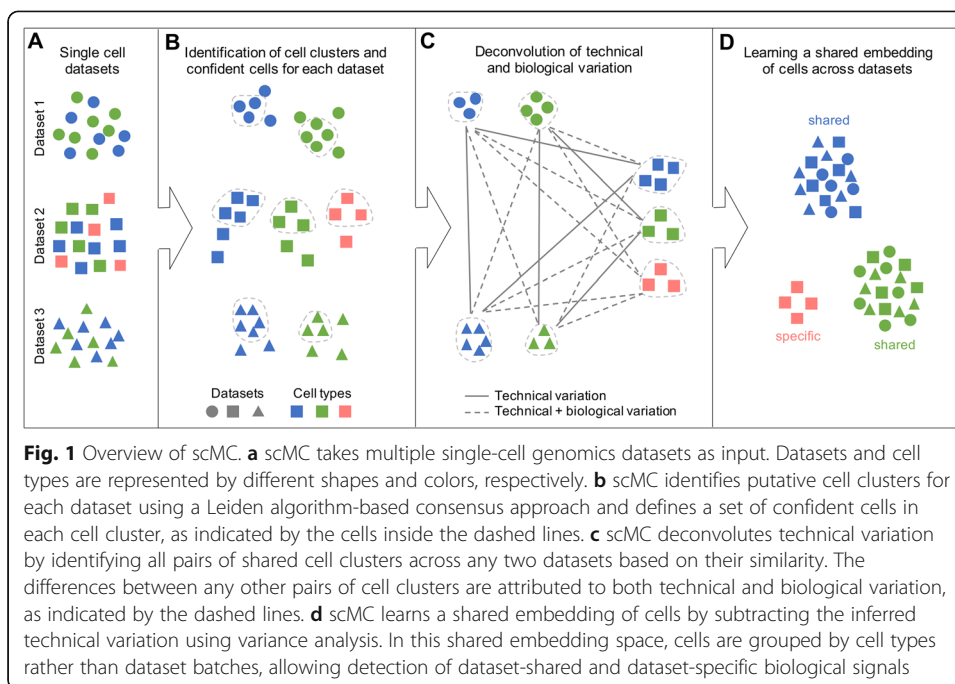 A
Single cell
datasets
B
Identification of cell clusters and
confident cells for each dataset
C
Deconvolution of technical
and biological variation
D
Learning a shared embedding
of cells across datasets
Dataset 1
Dataset 2
Dataset 3
Datasets
Cell types
Technical variation
Technical + biological variation
shared
specific
shared
Fig. 1 Overview of scMC. a scMC takes multiple single-cell genomics datasets as input. Datasets and cell
types are represented by different shapes and colors, respectively. b scMC identifies putative cell clusters for
each dataset using a Leiden algorithm-based consensus approach and defines a set of confident cells in
each cell cluster, as indicated by the cells inside the dashed lines. c scMC deconvolutes technical variation
by identifying all pairs of shared cell clusters across any two datasets based on their similarity. The
differences between any other pairs of cell clusters are attributed to both technical and biological variation,
as indicated by the dashed lines. d scMC learns a shared embedding of cells by subtracting the inferred
technical variation using variance analysis. In this shared embedding space, cells are grouped by cell types
rather than dataset batches, allowing detection of dataset-shared and dataset-specific biological signals